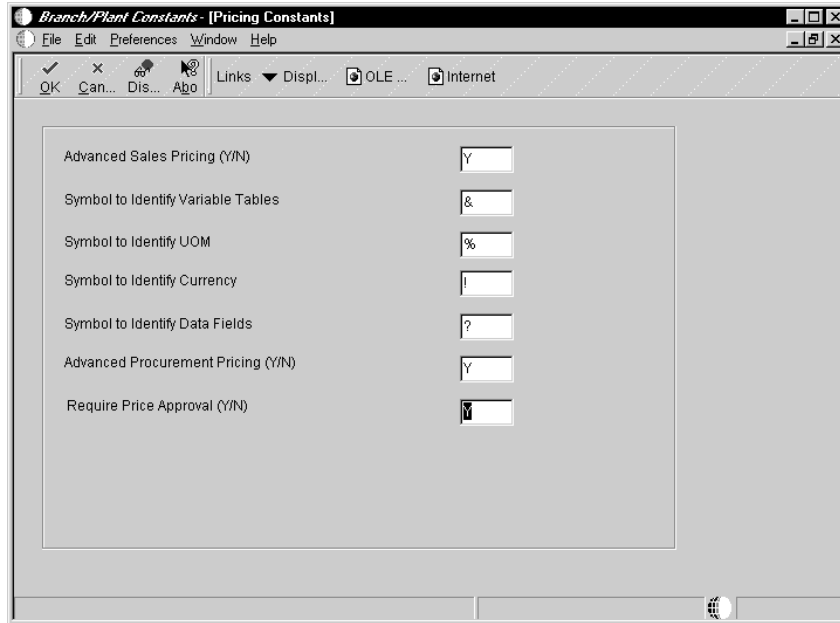 Branch/Plant Constants - [Pricing Constants]
File Edit Preferences Window Help
OK Can... Dis... Abo Links Displ... OLE ... Internet
Advanced Sales Pricing (Y/N) Y
Symbol to Identify Variable Tables &
Symbol to Identify UOM %
Symbol to Identify Currency !
Symbol to Identify Data Fields ?
Advanced Procurement Pricing (Y/N) Y
Require Price Approval (Y/N) Y